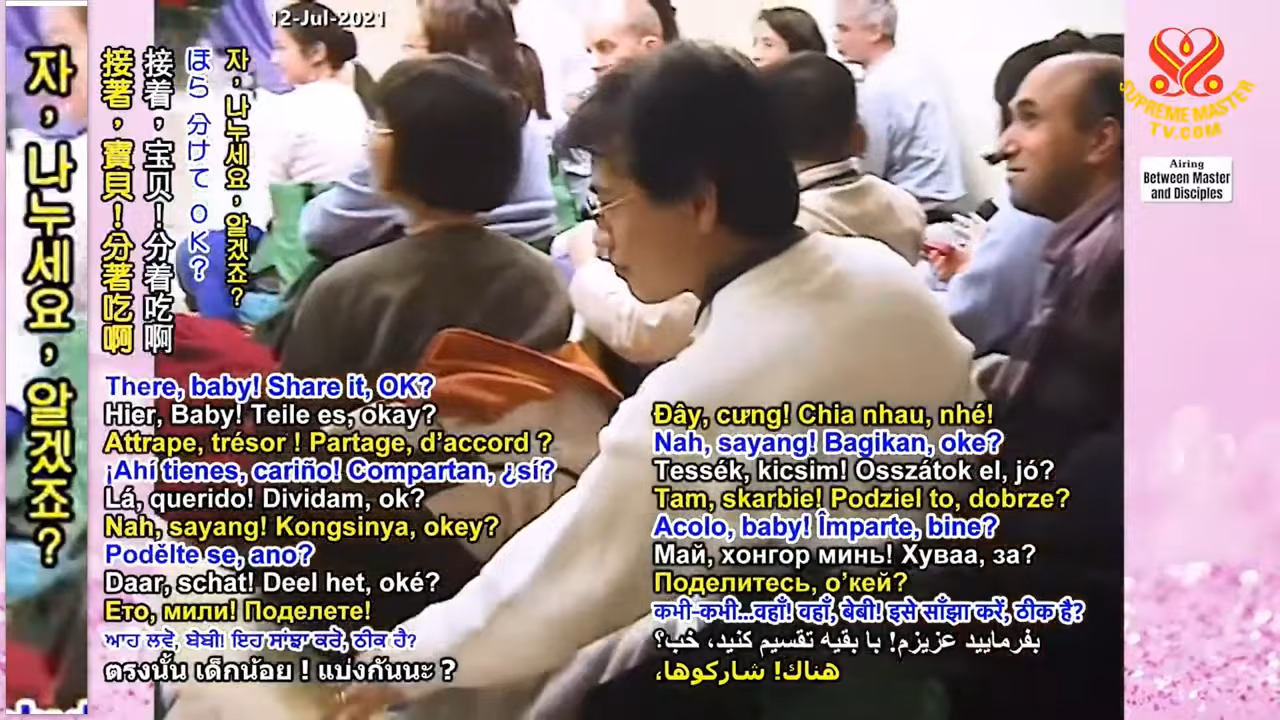 12-Jul-2021
자, 나누세요, 알겠죠?
接著，寶貝！分著吃啊
接着，宝贝！分着吃啊
ほら 分けて OK?
자, 나누세요, 알겠죠?
SUPREME MASTER
TV.COM
Airing
Between Master
and Disciples
There, baby! Share it, OK?
Hier, Baby! Teile es, okay?
Attrape, trésor ! Partage, d’accord ?
¡Ahí tienes, cariño! Compartan, ¿sí?
Lá, querido! Dividam, ok?
Nah, sayang! Kongsinya, okey?
Podělte se, ano?
Daar, schat! Deel het, oké?
Ето, мили! Поделете!
ਆਹ ਲਵੋ, ਬੇਬੀ! ਇਹ ਸਾਂਝਾ ਕਰੋ, ਠੀਕ ਹੈ?
ตรงนั้น เด็กน้อย ! แบ่งกันนะ ?
Đây, cưng! Chia nhau, nhé!
Nah, sayang! Bagikan, oke?
Tessék, kicsim! Osszátok el, jó?
Tam, skarbie! Podziel to, dobrze?
Acolo, baby! Împarte, bine?
Май, хонгор минь! Хуваа, за?
Поделитесь, о’кей?
कभी-कभी...वहाँ! वहाँ, बेबी! इसे साँझा करें, ठीक है?
بفرمایید عزیزم! با بقیه تقسیم کنید، خُب؟
هناك! شاركوها،